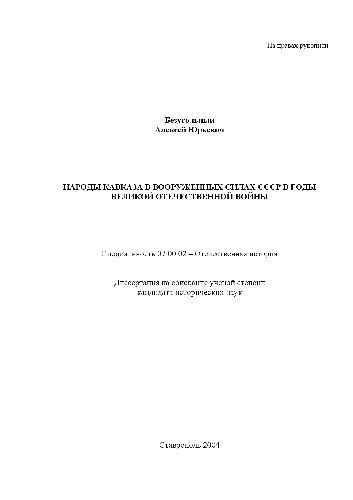 На правах рукописи
Безугольный
Алексей Юрьевич
НАРОДЫ КАВКАЗА В ВООРУЖЕННЫХ СИЛАХ СССР В ГОДЫ
ВЕЛИКОЙ ОТЕЧЕСТВЕННОЙ ВОЙНЫ
Специальность 07.00.02 – Отечественная история
Диссертация на соискание ученой степени
кандидата исторических наук
Ставрополь 2004